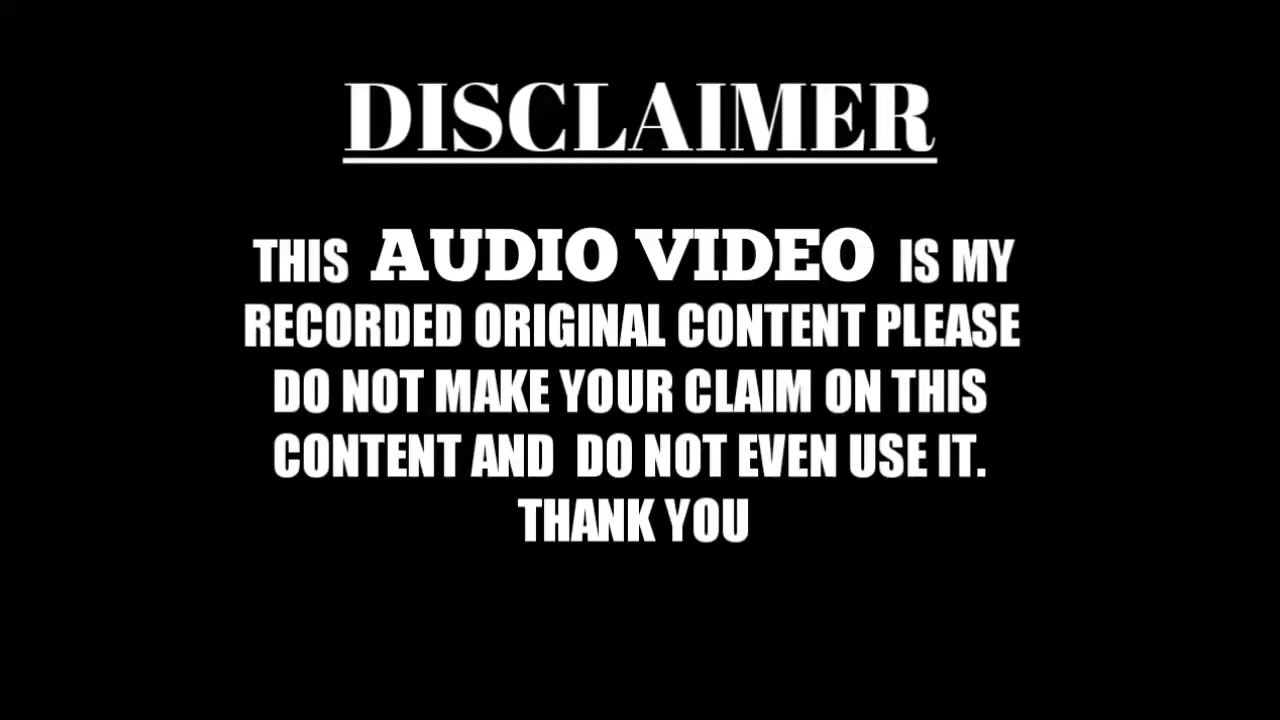 DISCLAIMER
THIS AUDIO VIDEO IS MY
RECORDED ORIGINAL CONTENT PLEASE
DO NOT MAKE YOUR CLAIM ON THIS
CONTENT AND DO NOT EVEN USE IT.
THANK YOU